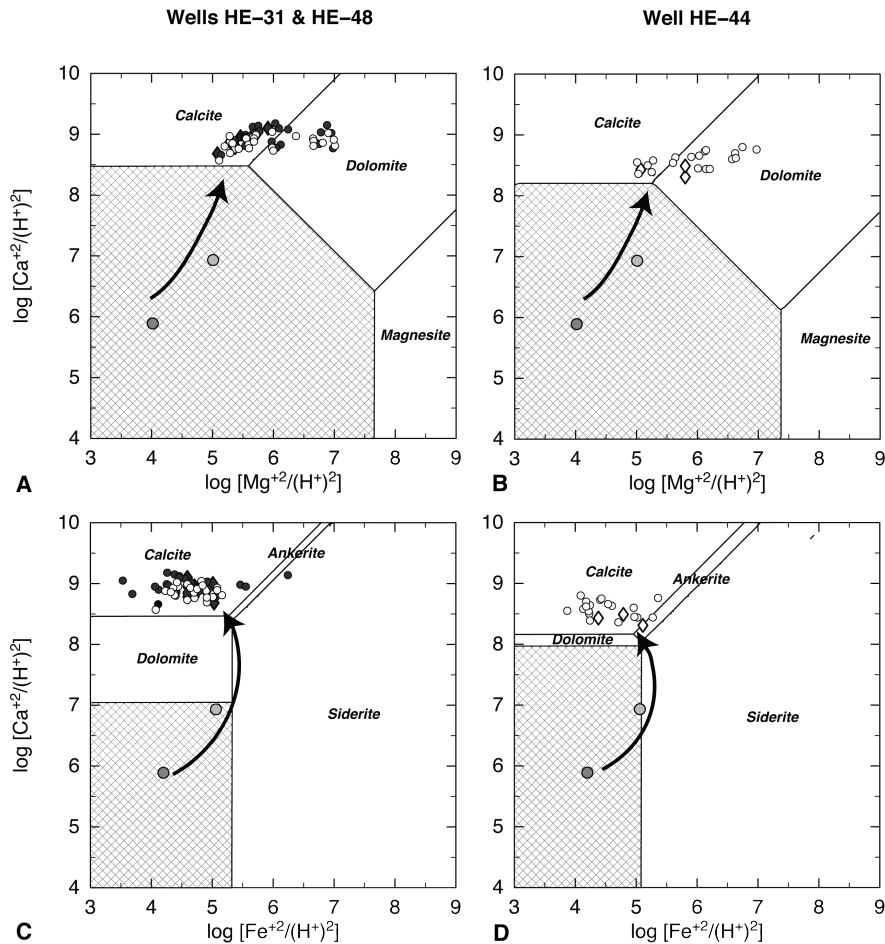 Wells HE–31 & HE–48
Well HE–44
10
9
8
7
6
5
4
log [Ca⁺²/(H⁺)²]
Calcite
Dolomite
Magnesite
3 4 5 6 7 8 9
A
log [Mg⁺²/(H⁺)²]
10
9
8
7
6
5
4
Calcite
Dolomite
Magnesite
3 4 5 6 7 8 9
B
log [Mg⁺²/(H⁺)²]
10
9
8
7
6
5
4
log [Ca⁺²/(H⁺)²]
Calcite
Ankerite
Dolomite
Siderite
3 4 5 6 7 8 9
C
log [Fe⁺²/(H⁺)²]
10
9
8
7
6
5
4
Calcite
Ankerite
Dolomite
Siderite
3 4 5 6 7 8 9
D
log [Fe⁺²/(H⁺)²]